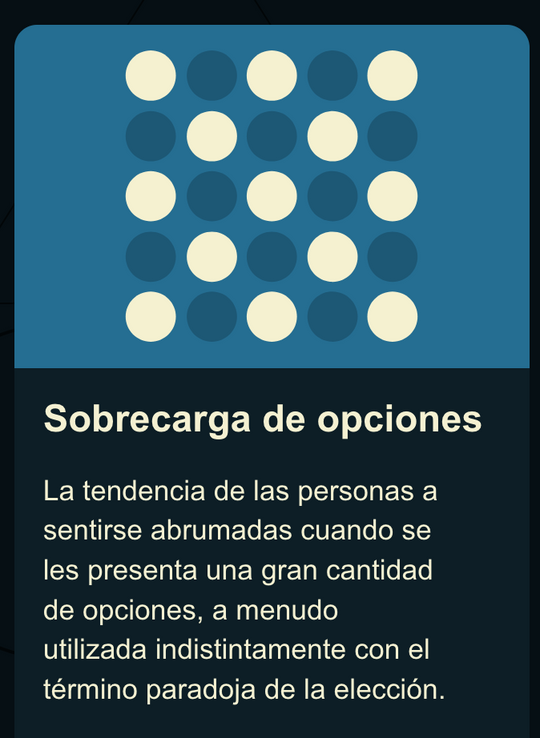 Sobrecarga de opciones
La tendencia de las personas a
sentirse abrumadas cuando se
les presenta una gran cantidad
de opciones, a menudo
utilizada indistintamente con el
término paradoja de la elección.